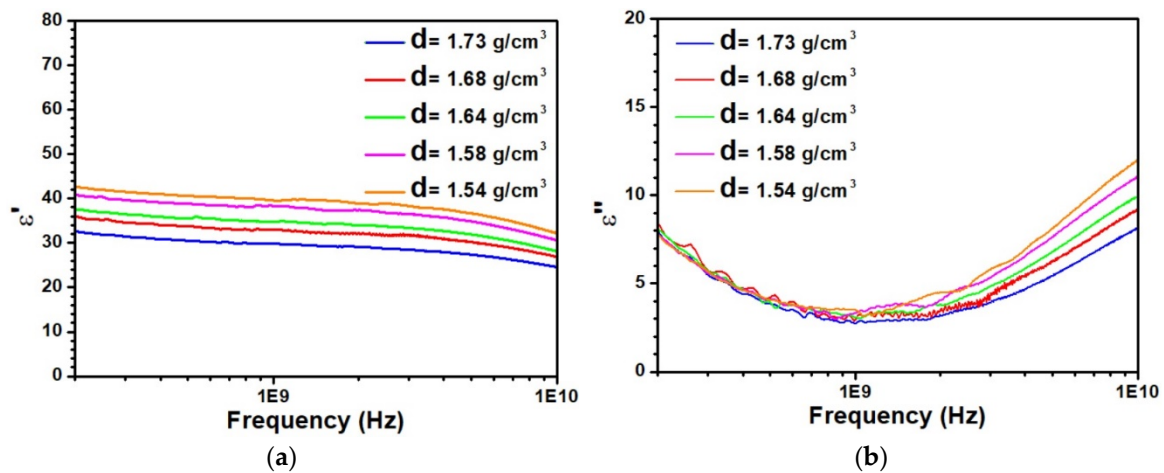 80
70
60
50
40
30
20
10
0
ε'
d= 1.73 g/cm³
d= 1.68 g/cm³
d= 1.64 g/cm³
d= 1.58 g/cm³
d= 1.54 g/cm³
1E9
1E10
Frequency (Hz)
(a)
20
15
10
5
0
ε"
d= 1.73 g/cm³
d= 1.68 g/cm³
d= 1.64 g/cm³
d= 1.58 g/cm³
d= 1.54 g/cm³
1E9
1E10
Frequency (Hz)
(b)